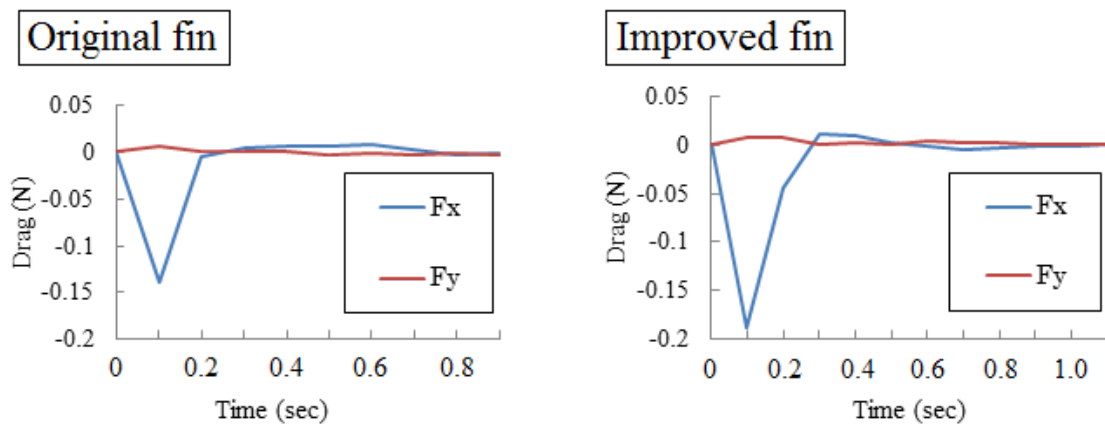 Original fin
0.05
0
-0.05
-0.1
-0.15
-0.2
Drag (N)
Fx
Fy
0 0.2 0.4 0.6 0.8
Time (sec)
Improved fin
0.05
0
-0.05
-0.1
-0.15
-0.2
Drag (N)
Fx
Fy
0 0.2 0.4 0.6 0.8 1.0
Time (sec)